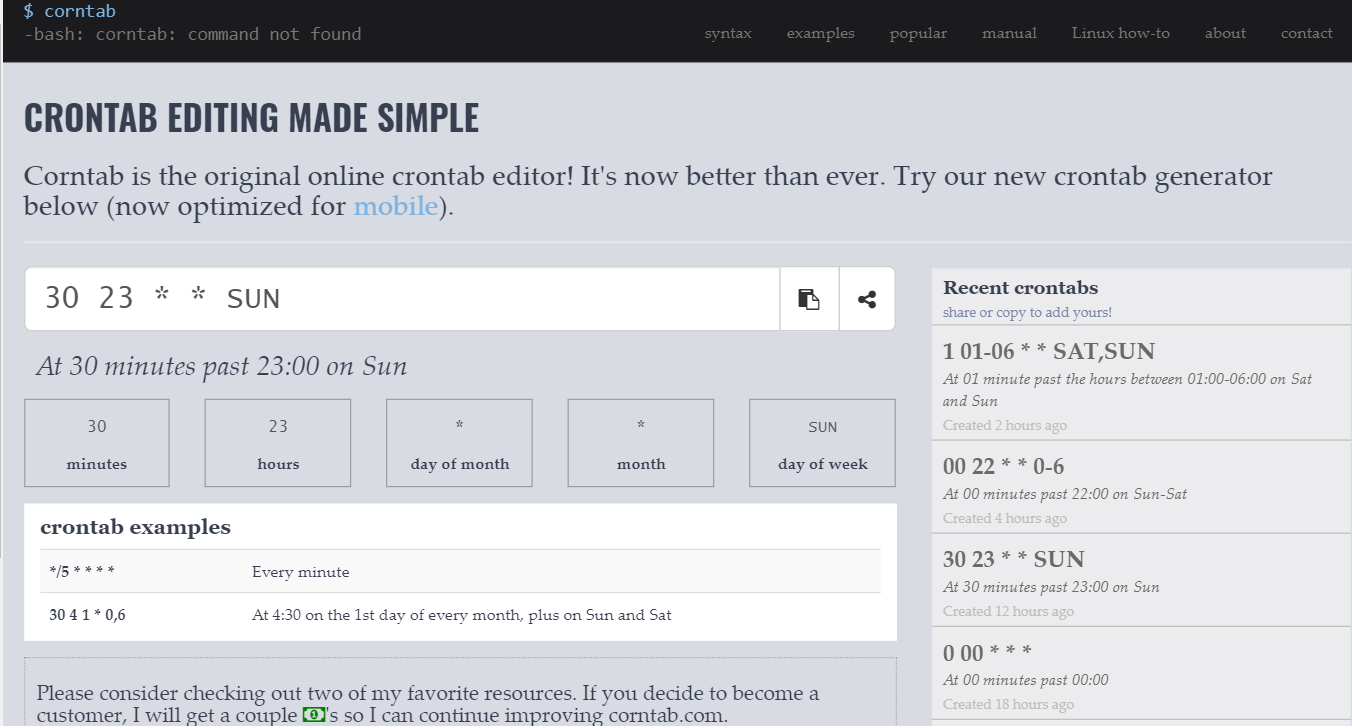 $ corntab
-bash: corntab: command not found
syntax examples popular manual Linux how-to about contact
CRONTAB EDITING MADE SIMPLE
Corntab is the original online crontab editor! It's now better than ever. Try our new crontab generator
below (now optimized for mobile).
30 23 * * SUN
At 30 minutes past 23:00 on Sun
30
minutes
23
hours
*
day of month
*
month
SUN
day of week
crontab examples
*/5 * * * * Every minute
30 4 1 * 0,6 At 4:30 on the 1st day of every month, plus on Sun and Sat
Please consider checking out two of my favorite resources. If you decide to become a
customer, I will get a couple 's so I can continue improving corntab.com.
Recent crontabs
share or copy to add yours!
1 01-06 * * SAT,SUN
At 01 minute past the hours between 01:00-06:00 on Sat
and Sun
Created 2 hours ago
00 22 * * 0-6
At 00 minutes past 22:00 on Sun-Sat
Created 4 hours ago
30 23 * * SUN
At 30 minutes past 23:00 on Sun
Created 12 hours ago
0 00 * * *
At 00 minutes past 00:00
Created 18 hours ago